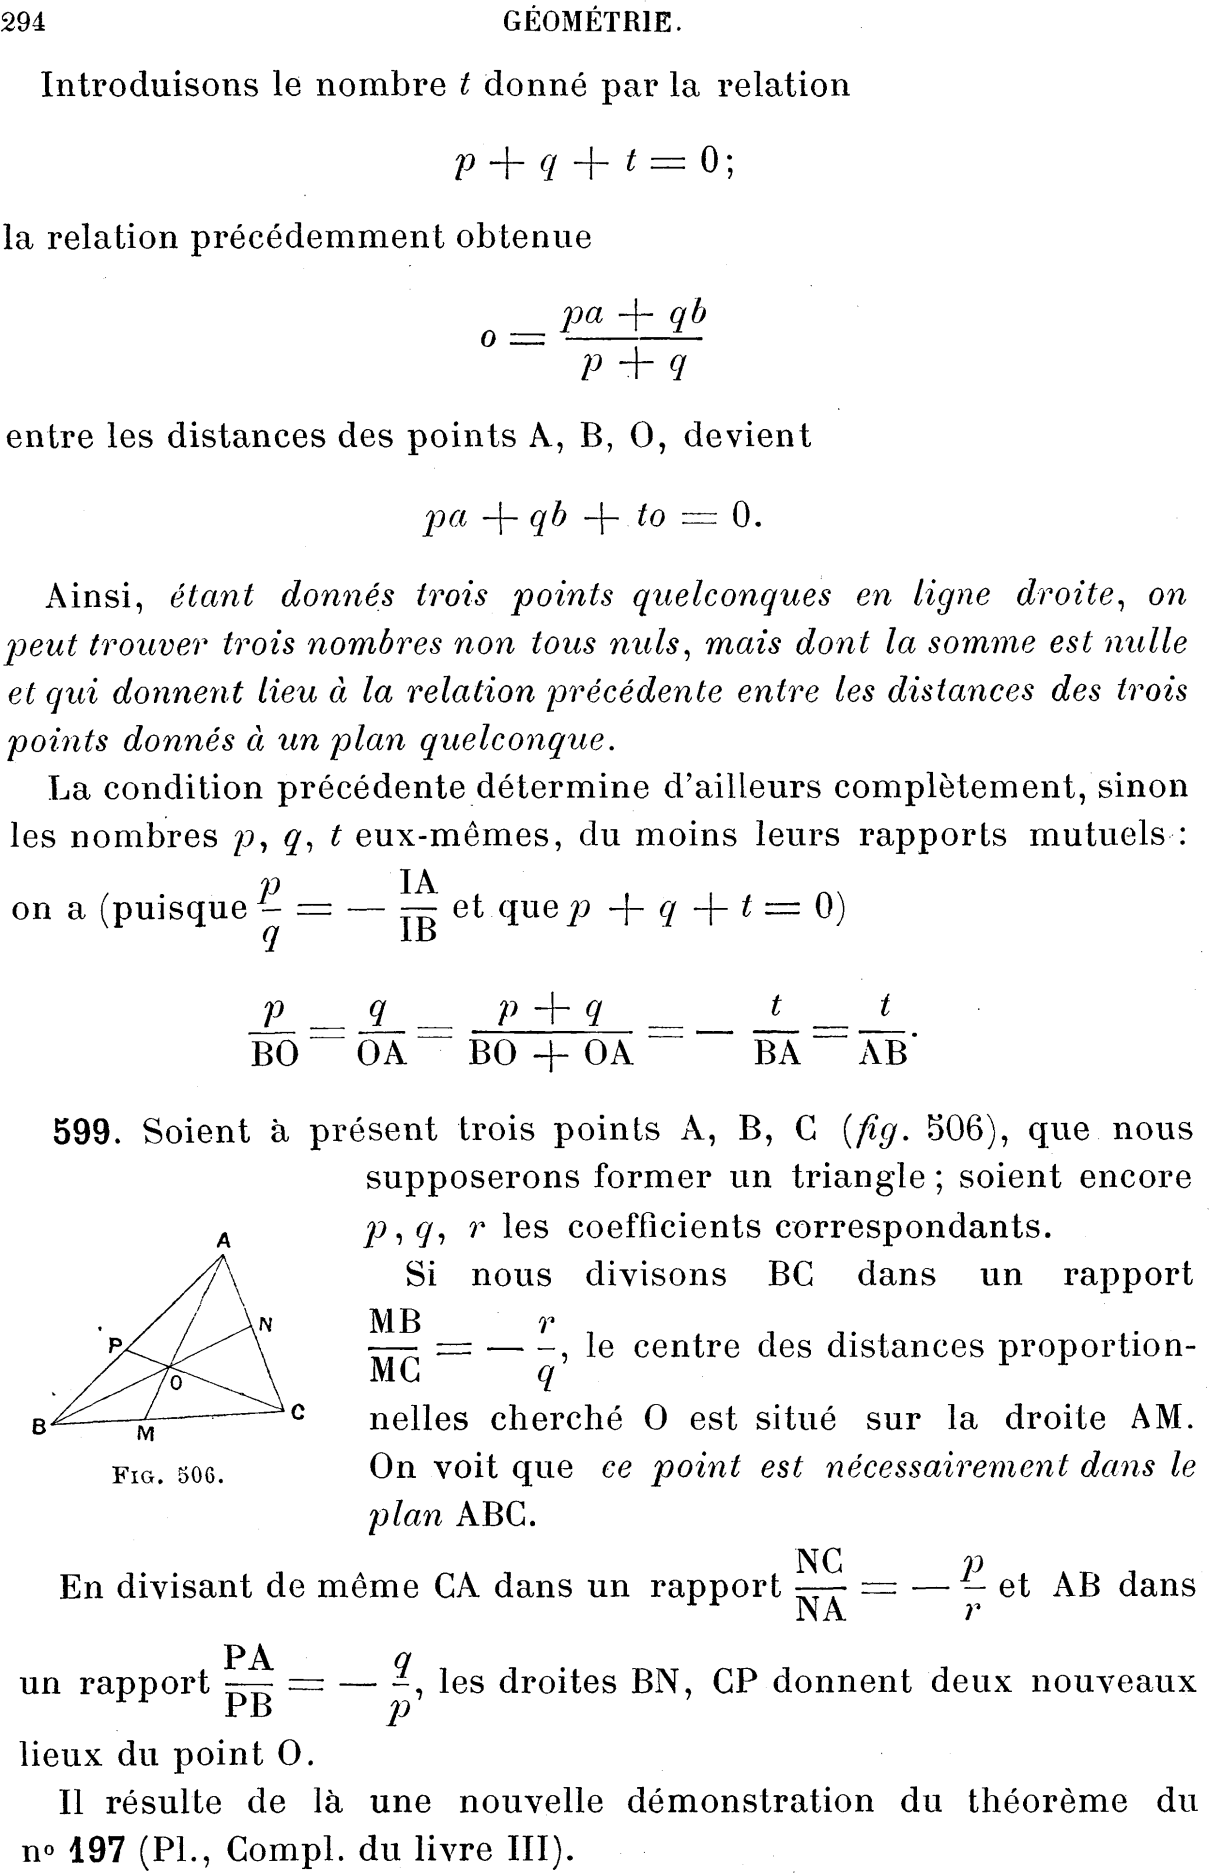 294 GÉOMÉTRIE.
Introduisons le nombre t donné par la relation
p + q + t = 0;
la relation précédemment obtenue
o = \frac{pa + qb}{p + q}
entre les distances des points A, B, O, devient
pa + qb + to = 0.
Ainsi, étant donnés trois points quelconques en ligne droite, on
peut trouver trois nombres non tous nuls, mais dont la somme est nulle
et qui donnent lieu à la relation précédente entre les distances des trois
points donnés à un plan quelconque.
La condition précédente détermine d'ailleurs complètement, sinon
les nombres p, q, t eux-mêmes, du moins leurs rapports mutuels :
on a (puisque \frac{p}{q} = — \frac{IA}{IB} et que p + q + t = 0)
\frac{p}{BO} = \frac{q}{OA} = \frac{p + q}{BO + OA} = — \frac{t}{BA} = \frac{t}{AB}.
599. Soient à présent trois points A, B, C (fig. 506), que nous
supposerons former un triangle ; soient encore
p, q, r les coefficients correspondants.
Si nous divisons BC dans un rapport
\frac{MB}{MC} = — \frac{r}{q}, le centre des distances proportion-
nelles cherché O est situé sur la droite AM.
On voit que ce point est nécessairement dans le
plan ABC.
A
N
P
O
B
M
C
FIG. 506.
En divisant de même CA dans un rapport \frac{NC}{NA} = — \frac{p}{r} et AB dans
un rapport \frac{PA}{PB} = — \frac{q}{p}, les droites BN, CP donnent deux nouveaux
lieux du point O.
Il résulte de là une nouvelle démonstration du théorème du
nº 197 (Pl., Compl. du livre III).